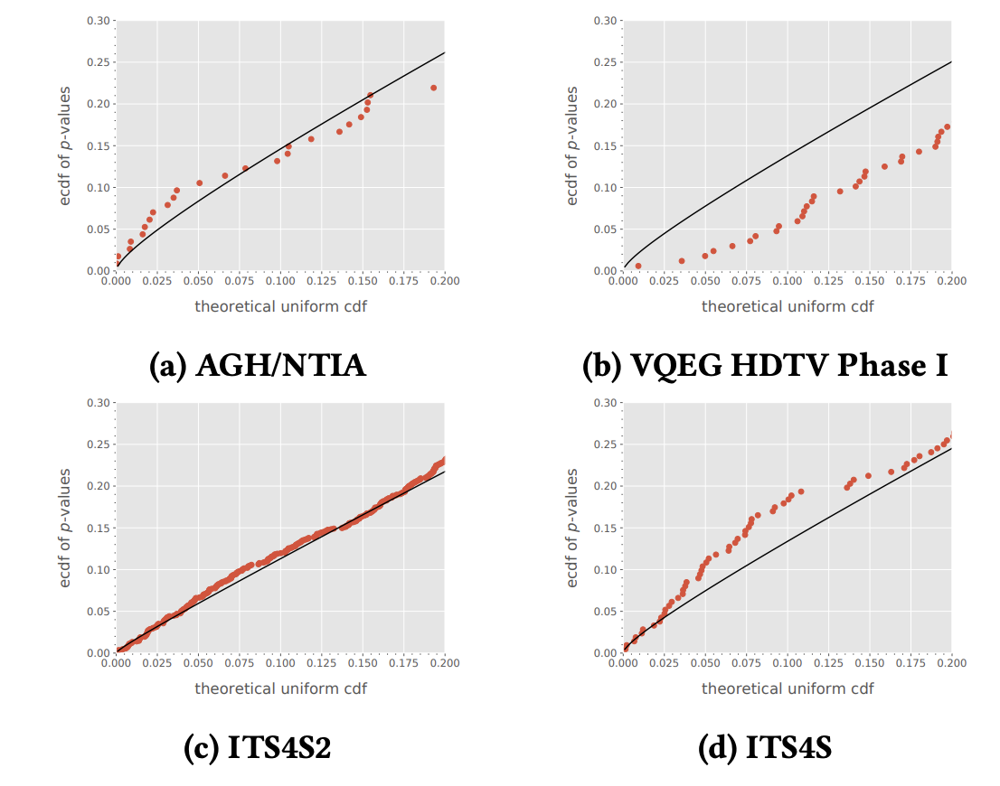 0.30
0.25
0.20
0.15
0.10
0.05
0.00
ecdf of p-values
0.000 0.025 0.050 0.075 0.100 0.125 0.150 0.175 0.200
theoretical uniform cdf
(a) AGH/NTIA
0.30
0.25
0.20
0.15
0.10
0.05
0.00
ecdf of p-values
0.000 0.025 0.050 0.075 0.100 0.125 0.150 0.175 0.200
theoretical uniform cdf
(b) VQEG HDTV Phase I
0.30
0.25
0.20
0.15
0.10
0.05
0.00
ecdf of p-values
0.000 0.025 0.050 0.075 0.100 0.125 0.150 0.175 0.200
theoretical uniform cdf
(c) ITS4S2
0.30
0.25
0.20
0.15
0.10
0.05
0.00
ecdf of p-values
0.000 0.025 0.050 0.075 0.100 0.125 0.150 0.175 0.200
theoretical uniform cdf
(d) ITS4S